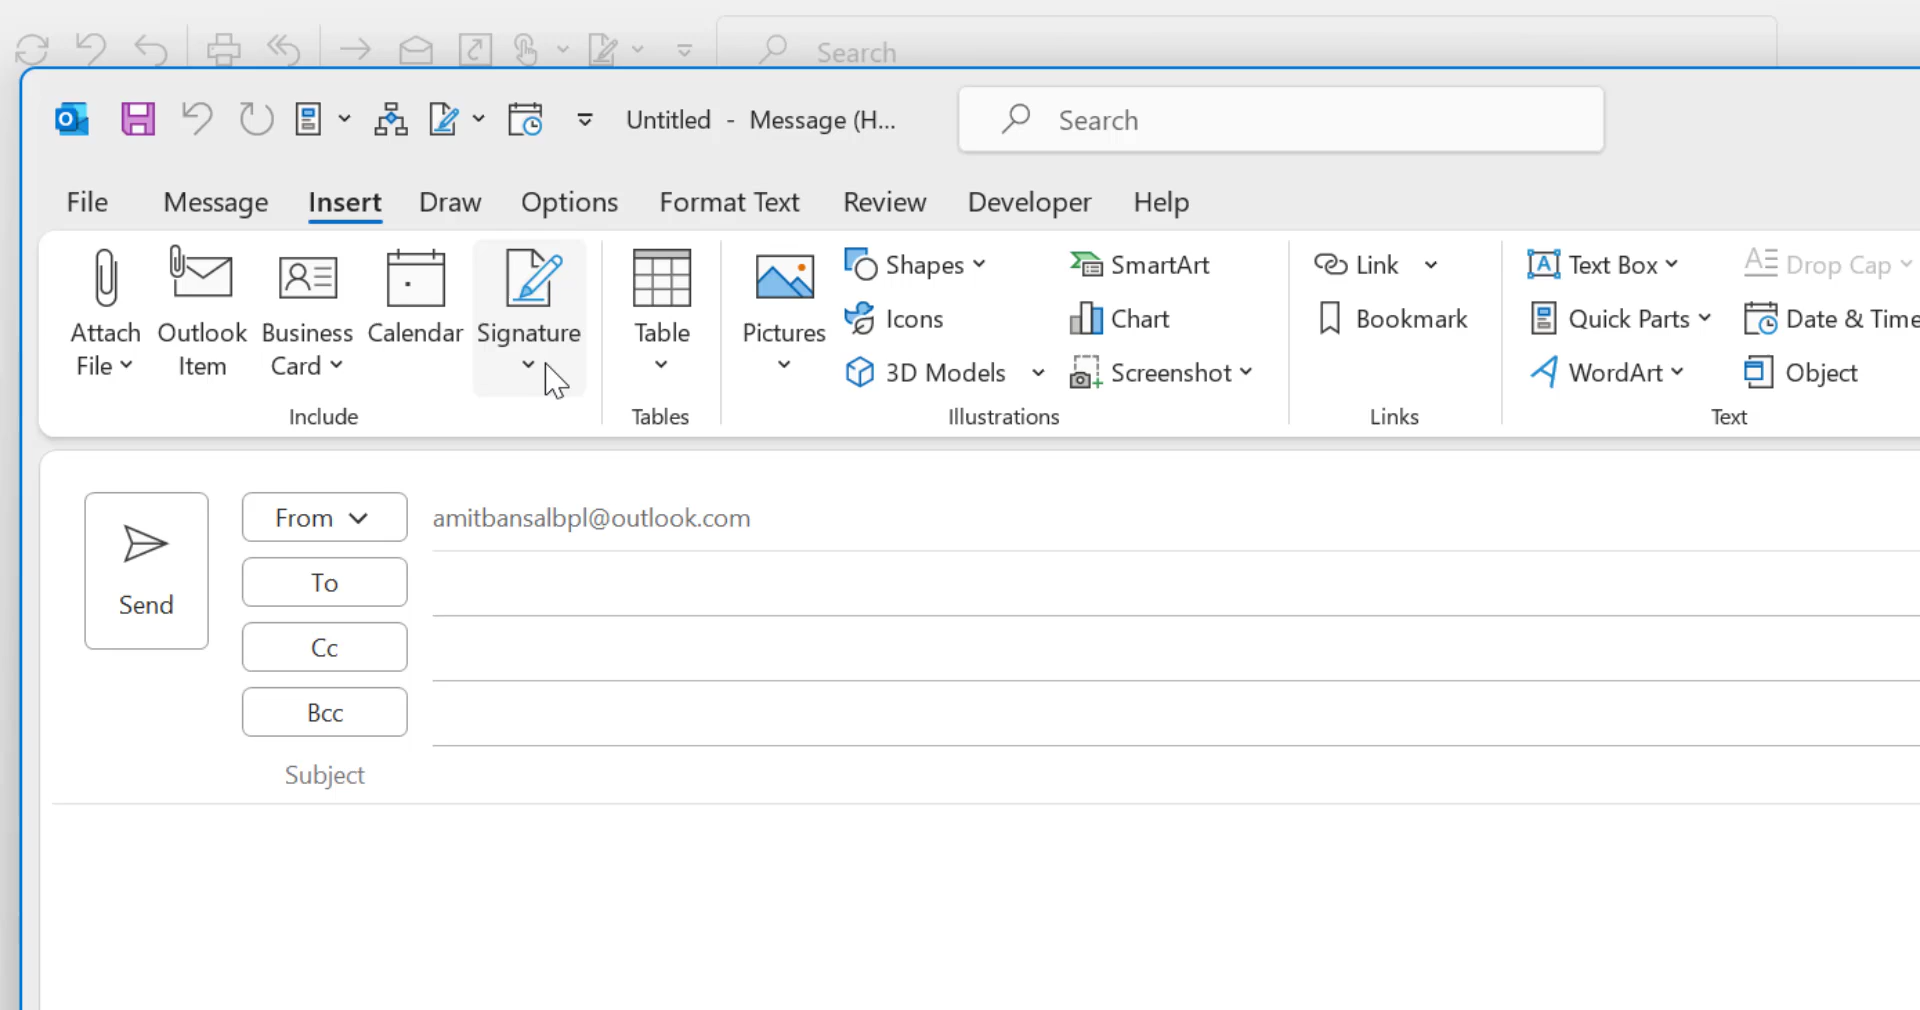 Search
Untitled - Message (H...
Search
File Message Insert Draw Options Format Text Review Developer Help
Attach File
Outlook Item
Business Card
Calendar
Signature
Include
Table
Tables
Pictures
Shapes
Icons
3D Models
SmartArt
Chart
Screenshot
Illustrations
Link
Bookmark
Links
Text Box
Quick Parts
WordArt
Drop Cap
Date & Time
Object
Text
Send
From amitbansalbpl@outlook.com
To
Cc
Bcc
Subject